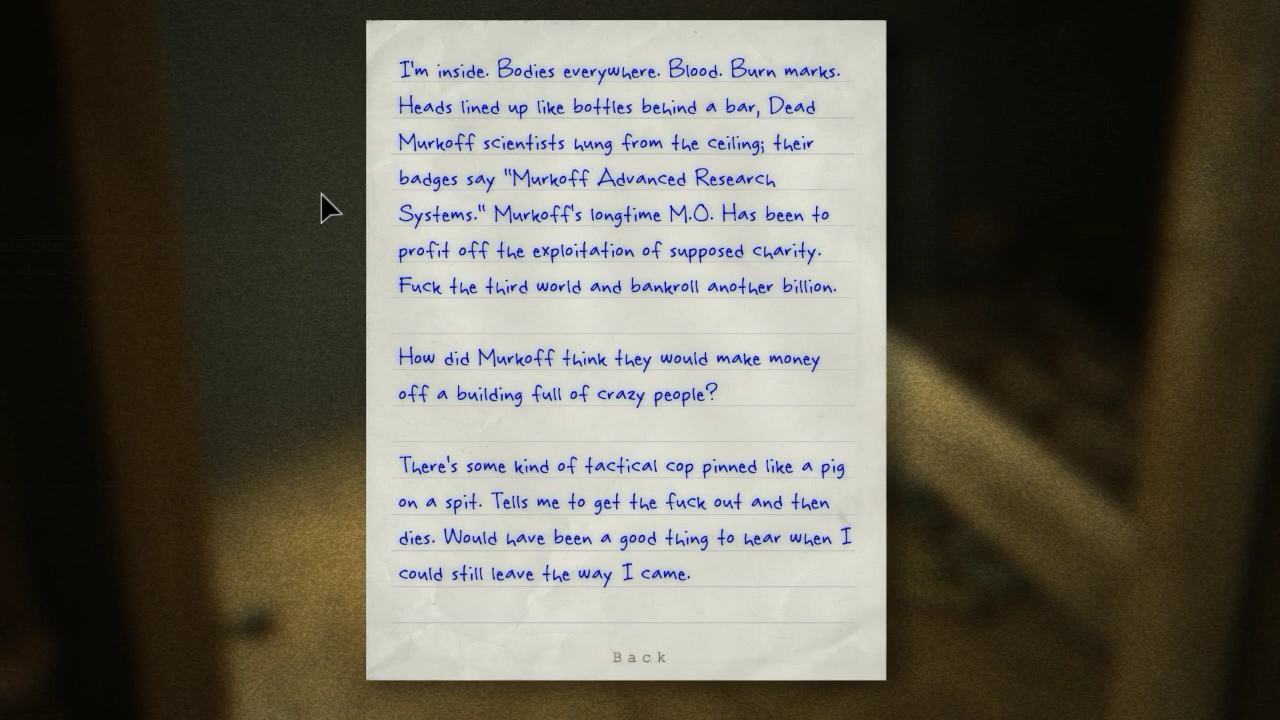 I'm inside. Bodies everywhere. Blood. Burn marks.
Heads lined up like bottles behind a bar, Dead
Murkoff scientists hung from the ceiling; their
badges say "Murkoff Advanced Research
Systems." Murkoff's longtime M.O. Has been to
profit off the exploitation of supposed charity.
Fuck the third world and bankroll another billion.
How did Murkoff think they would make money
off a building full of crazy people?
There's some kind of tactical cop pinned like a pig
on a spit. Tells me to get the fuck out and then
dies. Would have been a good thing to hear when I
could still leave the way I came.
Back